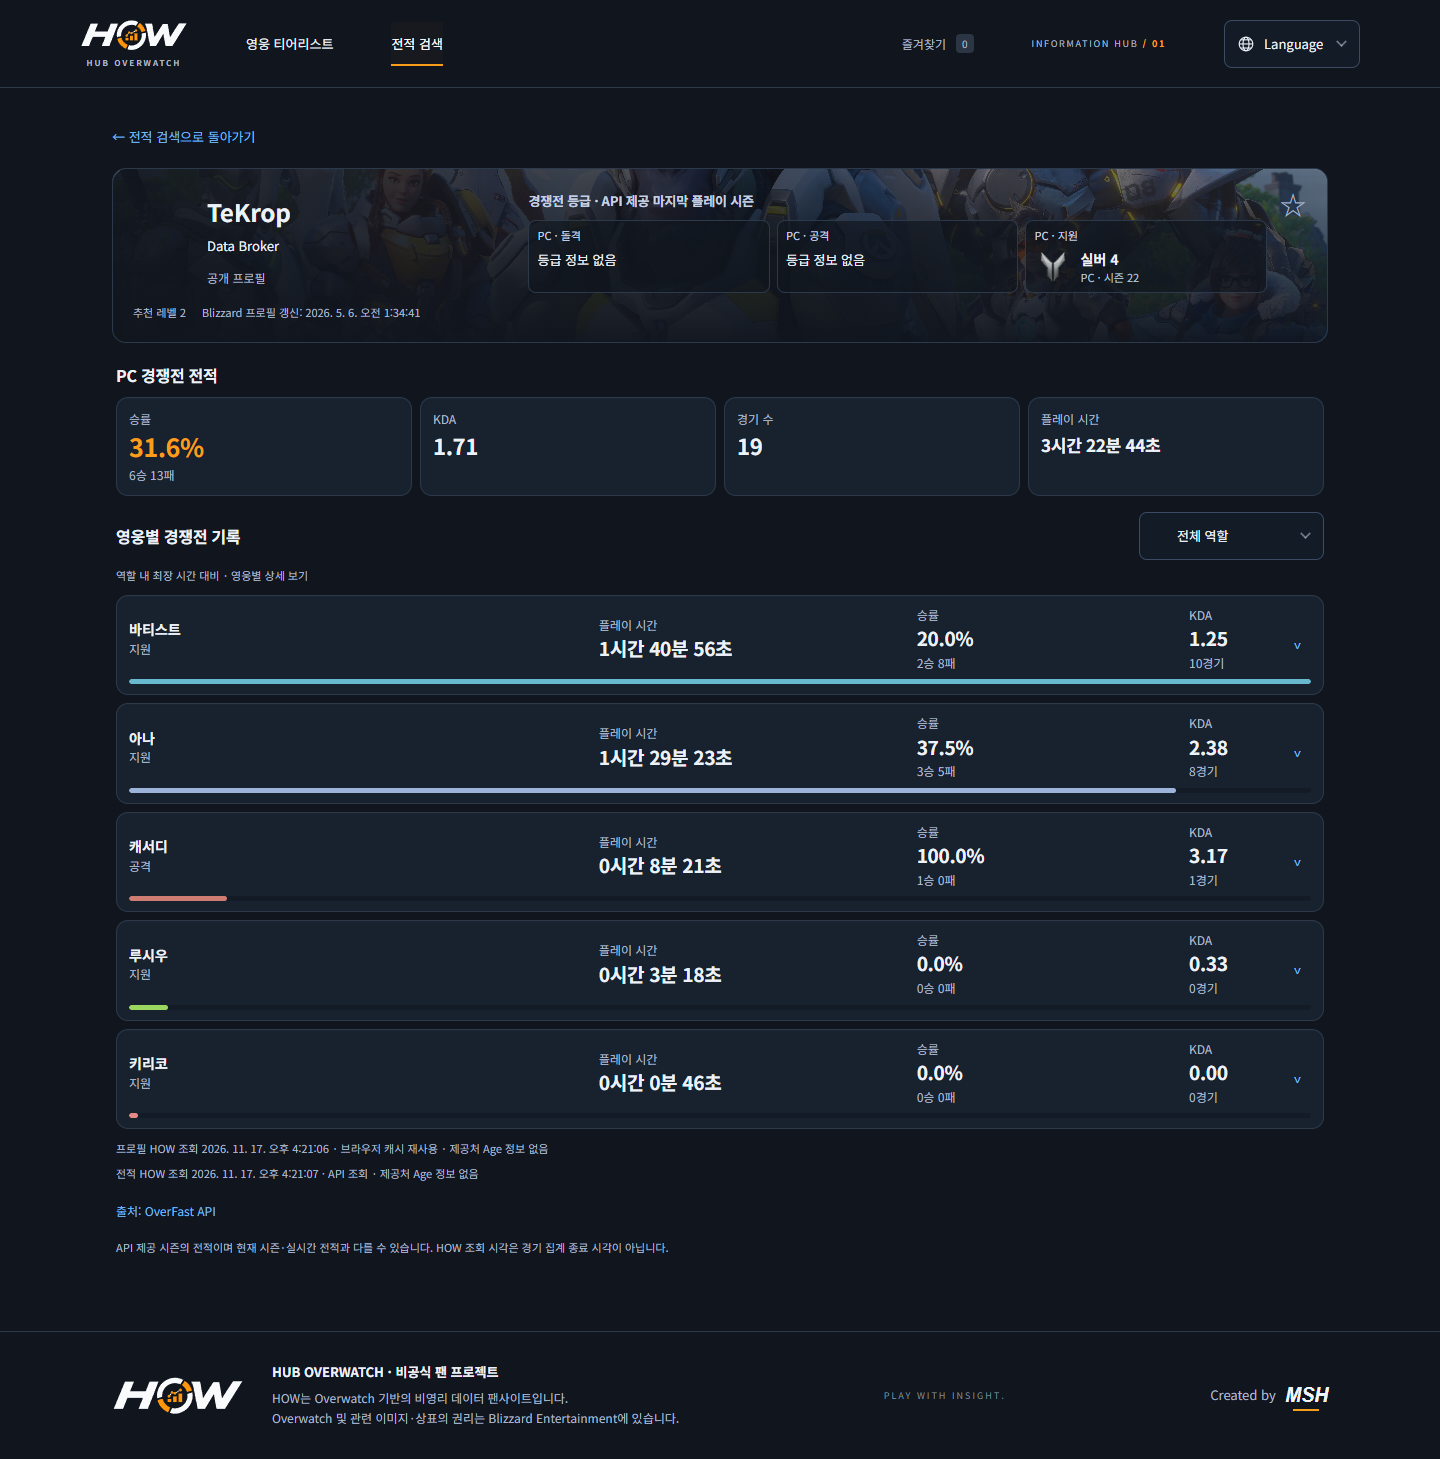 HOW
HUB OVERWATCH
영웅 티어리스트
전적 검색
즐겨찾기 0
INFORMATION HUB / 01
Language
← 전적 검색으로 돌아가기
TeKrop
Data Broker
공개 프로필
추천 레벨 2 Blizzard 프로필 갱신: 2026. 5. 6. 오전 1:34:41
경쟁전 등급 · API 제공 마지막 플레이 시즌
PC · 돌격
등급 정보 없음
PC · 공격
등급 정보 없음
PC · 지원
실버 4
PC · 시즌 22
PC 경쟁전 전적
승률
31.6%
6승 13패
KDA
1.71
경기 수
19
플레이 시간
3시간 22분 44초
영웅별 경쟁전 기록
전체 역할
역할 내 최장 시간 대비 · 영웅별 상세 보기
바티스트
지원
플레이 시간
1시간 40분 56초
승률
20.0%
2승 8패
KDA
1.25
10경기
v
아나
지원
플레이 시간
1시간 29분 23초
승률
37.5%
3승 5패
KDA
2.38
8경기
v
캐서디
공격
플레이 시간
0시간 8분 21초
승률
100.0%
1승 0패
KDA
3.17
1경기
v
루시우
지원
플레이 시간
0시간 3분 18초
승률
0.0%
0승 0패
KDA
0.33
0경기
v
키리코
지원
플레이 시간
0시간 0분 46초
승률
0.0%
0승 0패
KDA
0.00
0경기
v
프로필 HOW 조회 2026. 11. 17. 오후 4:21:06 · 브라우저 캐시 재사용 · 제공처 Age 정보 없음
전적 HOW 조회 2026. 11. 17. 오후 4:21:07 · API 조회 · 제공처 Age 정보 없음
출처: OverFast API
API 제공 시즌의 전적이며 현재 시즌·실시간 전적과 다를 수 있습니다. HOW 조회 시각은 경기 집계 종료 시각이 아닙니다.
HOW
HUB OVERWATCH · 비공식 팬 프로젝트
HOW는 Overwatch 기반의 비영리 데이터 팬사이트입니다.
Overwatch 및 관련 이미지·상표의 권리는 Blizzard Entertainment에 있습니다.
PLAY WITH INSIGHT.
Created by MSH